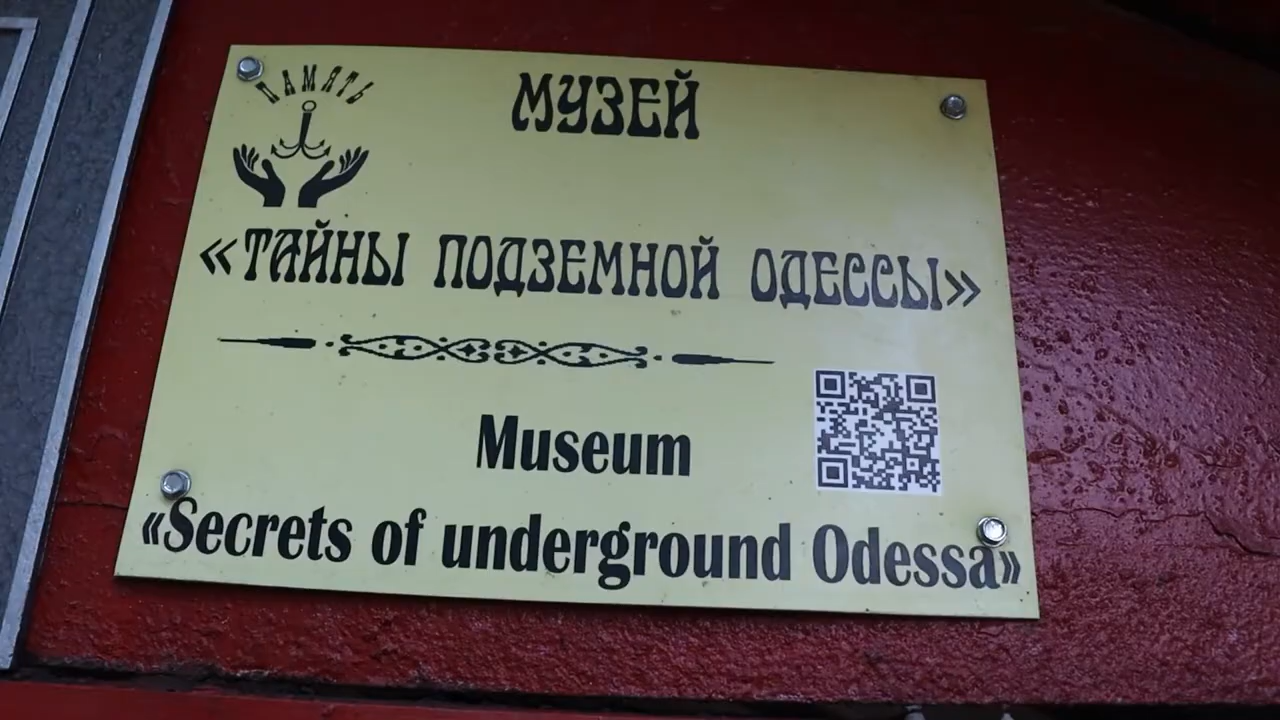 ПАМЯТЬ
МУЗЕЙ
«ТАЙНЫ ПОДЗЕМНОЙ ОДЕССЫ»
Museum
«Secrets of underground Odessa»